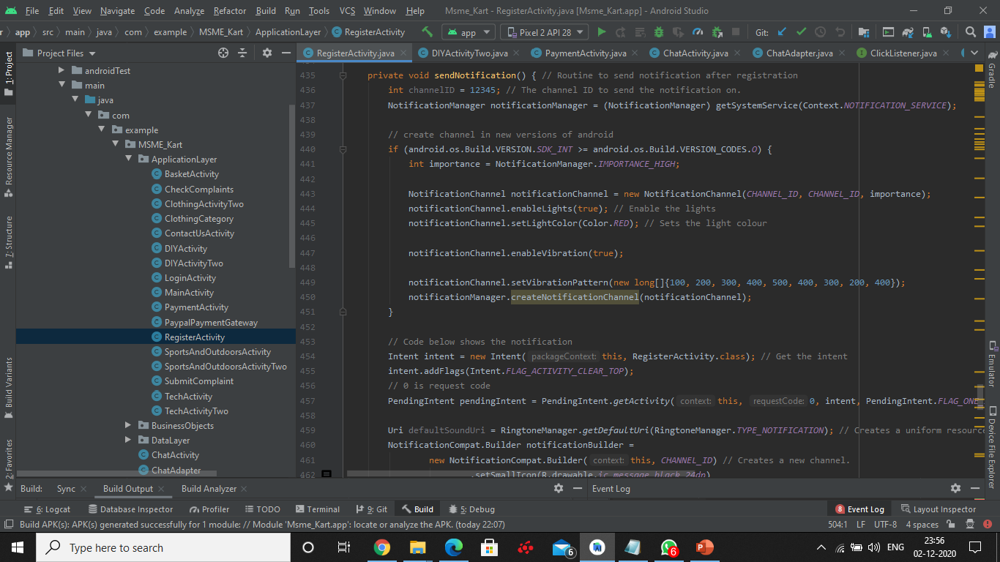 File Edit View Navigate Code Analyze Refactor Build Run Tools VCS Window Help Msme_Kart - RegisterActivity.java [Msme_Kart.app] - Android Studio
r app src main java com example MSME_Kart ApplicationLayer RegisterActivity app Pixel 2 API 28 Git:
Project Files RegisterActivity.java DIYActivityTwo.java PaymentActivity.java ChatActivity.java ChatAdapter.java ClickListener.java
1: Project
Resource Manager
7: Structure
Build Variants
2: Favorites
androidTest
main
java
com
example
MSME_Kart
ApplicationLayer
BasketActivity
CheckComplaints
ClothingActivityTwo
ClothingCategory
ContactUsActivity
DIYActivity
DIYActivityTwo
LoginActivity
MainActivity
PaymentActivity
PaypalPaymentGateway
RegisterActivity
SportsAndOutdoorsActivity
SportsAndOutdoorsActivityTwo
SubmitComplaint
TechActivity
TechActivityTwo
BusinessObjects
DataLayer
ChatActivity
ChatAdapter
435 private void sendNotification() { // Routine to send notification after registration
436 int channelID = 12345; // The channel ID to send the notification on.
437 NotificationManager notificationManager = (NotificationManager) getSystemService(Context.NOTIFICATION_SERVICE);
438
439 // create channel in new versions of android
440 if (android.os.Build.VERSION.SDK_INT >= android.os.Build.VERSION_CODES.O) {
441 int importance = NotificationManager.IMPORTANCE_HIGH;
442
443 NotificationChannel notificationChannel = new NotificationChannel(CHANNEL_ID, CHANNEL_ID, importance);
444 notificationChannel.enableLights(true); // Enable the lights
445 notificationChannel.setLightColor(Color.RED); // Sets the light colour
446
447 notificationChannel.enableVibration(true);
448
449 notificationChannel.setVibrationPattern(new long[]{100, 200, 300, 400, 500, 400, 300, 200, 400});
450 notificationManager.createNotificationChannel(notificationChannel);
451 }
452
453 // Code below shows the notification
454 Intent intent = new Intent( packageContext: this, RegisterActivity.class); // Get the intent
455 intent.addFlags(Intent.FLAG_ACTIVITY_CLEAR_TOP);
456 // 0 is request code
457 PendingIntent pendingIntent = PendingIntent.getActivity( context: this, requestCode: 0, intent, PendingIntent.FLAG_ONE
458
459 Uri defaultSoundUri = RingtoneManager.getDefaultUri(RingtoneManager.TYPE_NOTIFICATION); // Creates a uniform resource
460 NotificationCompat.Builder notificationBuilder =
461 new NotificationCompat.Builder( context: this, CHANNEL_ID) // Creates a new channel.
462 .setSmallIcon(R.drawable.ic_message_black_24dp)
Gradle
Emulator
Device File Explorer
Build: Sync Build Output Build Analyzer Event Log
6: Logcat Database Inspector Profiler TODO Terminal 9: Git Build 5: Debug 8 Event Log Layout Inspector
Build APK(s): APK(s) generated successfully for 1 module: // Module 'Msme_Kart.app': locate or analyze the APK. (today 22:07) 504:1 LF UTF-8 4 spaces
Type here to search 6 6 ENG 23:56
02-12-2020